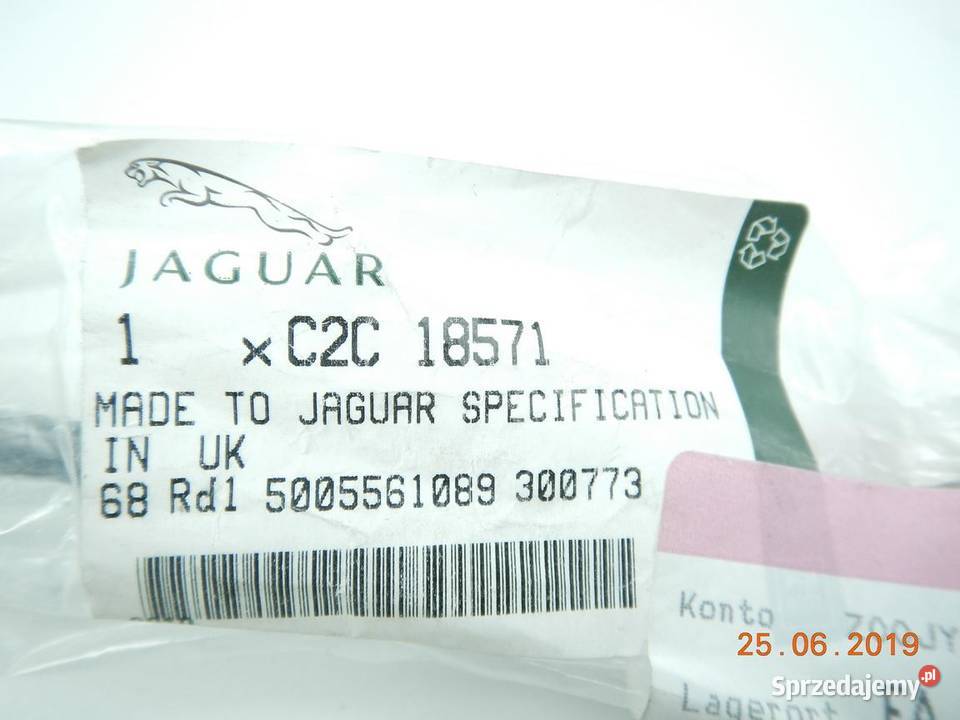 JAGUAR
1 x C2C 18571
MADE TO JAGUAR SPECIFICATION
IN UK
68 Rd1 5005561089 300773
Konto
25.06.2019
Sprzedajemy.pl
Lagerort